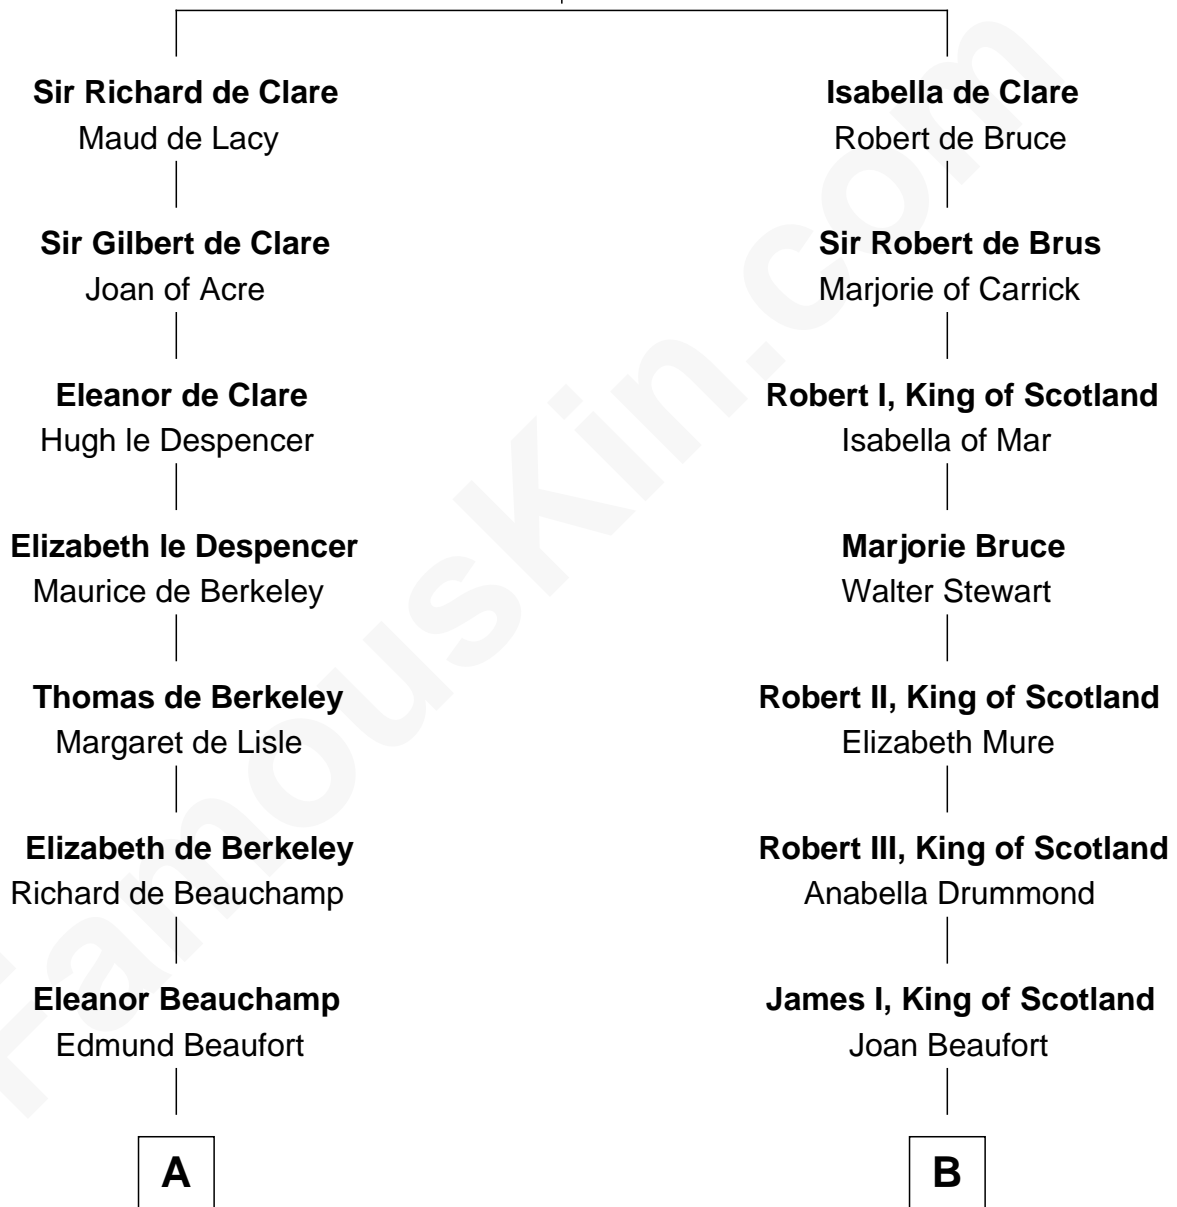 Sir Richard de Clare
Maud de Lacy
Isabella de Clare
Robert de Bruce
Sir Gilbert de Clare
Joan of Acre
Sir Robert de Brus
Marjorie of Carrick
Eleanor de Clare
Hugh le Despencer
Robert I, King of Scotland
Isabella of Mar
Elizabeth le Despencer
Maurice de Berkeley
Marjorie Bruce
Walter Stewart
Thomas de Berkeley
Margaret de Lisle
Robert II, King of Scotland
Elizabeth Mure
Elizabeth de Berkeley
Richard de Beauchamp
Robert III, King of Scotland
Anabella Drummond
Eleanor Beauchamp
Edmund Beaufort
James I, King of Scotland
Joan Beaufort
A
B
FamousKin.com